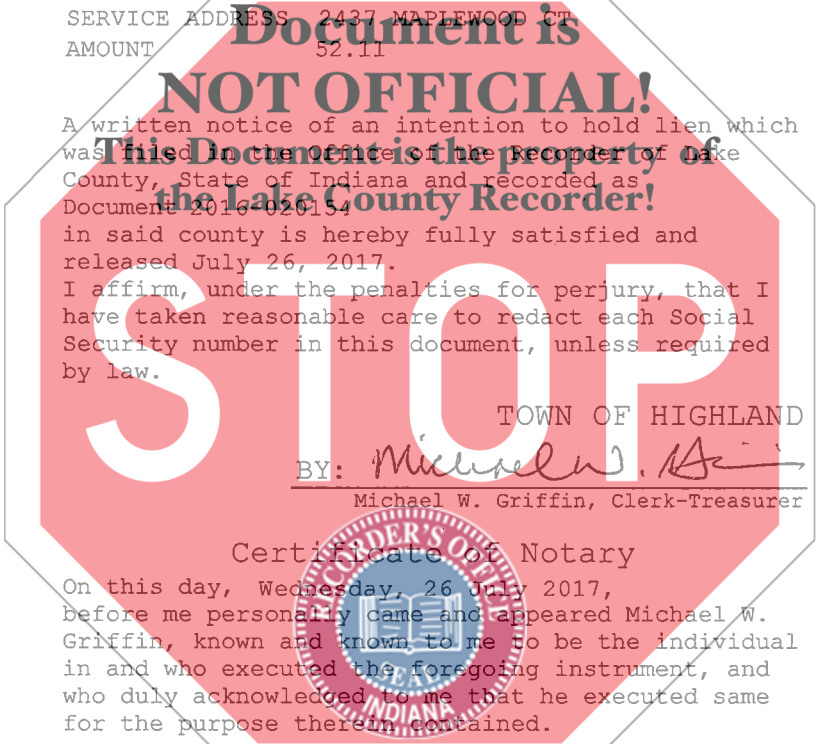 SERVICE ADDRESS 2437 MAPLEWOOD CT
Document is
AMOUNT 52.11
NOT OFFICIAL!
A written notice of an intention to hold lien which
was filed in the Office of the Recorder of Lake
This Document is the property of
County, State of Indiana and recorded as
the Lake County Recorder!
Document 2016-020154
in said county is hereby fully satisfied and
released July 26, 2017.
I affirm, under the penalties for perjury, that I
have taken reasonable care to redact each Social
Security number in this document, unless required
by law.
STOP
TOWN OF HIGHLAND
BY: Michael W. Griffin
Michael W. Griffin, Clerk-Treasurer
RECORDER'S OFFICE
Certificate of Notary
On this day, Wednesday, 26 July 2017,
before me personally came and appeared Michael W.
Griffin, known and known to me to be the individual
in and who executed the foregoing instrument, and
SEAL
who duly acknowledged to me that he executed same
INDIANA
for the purpose therein contained.